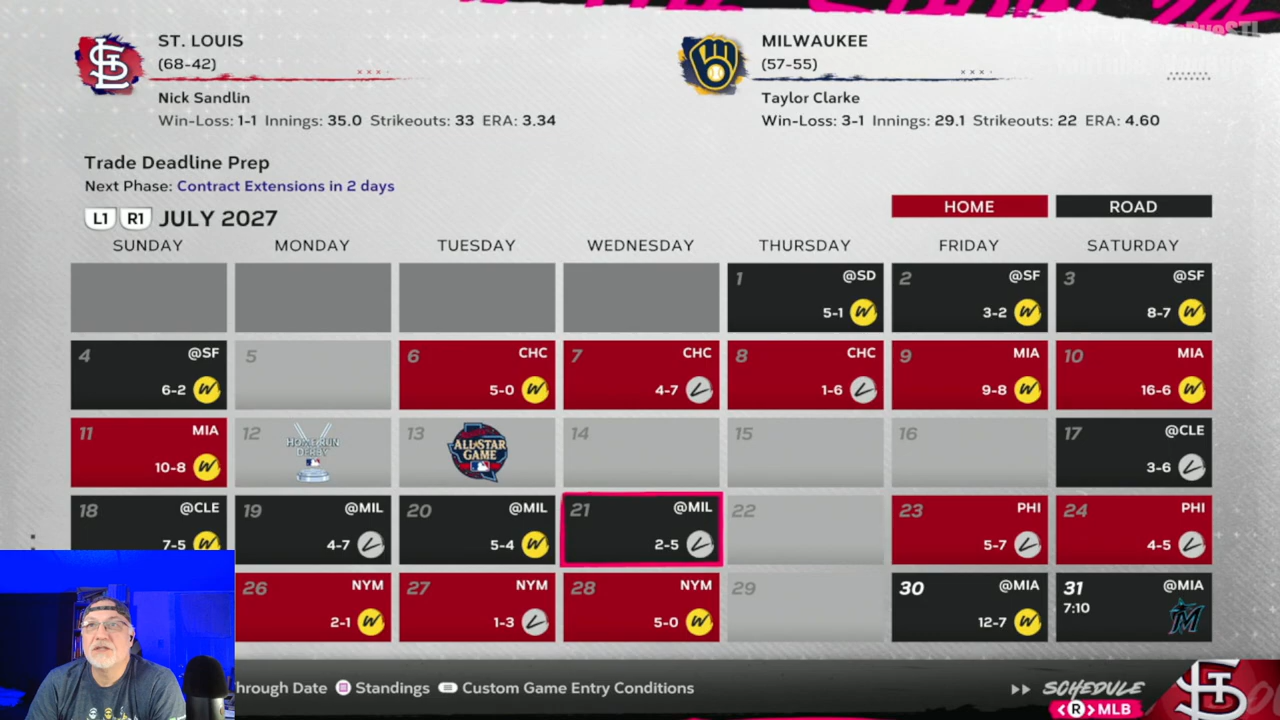 ST. LOUIS
(68-42)
Nick Sandlin
Win-Loss: 1-1 Innings: 35.0 Strikeouts: 33 ERA: 3.34
MILWAUKEE
(57-55)
Taylor Clarke
Win-Loss: 3-1 Innings: 29.1 Strikeouts: 22 ERA: 4.60
Trade Deadline Prep
Next Phase: Contract Extensions in 2 days
L1 R1 JULY 2027
HOME ROAD
SUNDAY MONDAY TUESDAY WEDNESDAY THURSDAY FRIDAY SATURDAY
1 @SD 2 @SF 3 @SF
5-1 W 3-2 W 8-7 W
4 @SF 5 6 CHC 7 CHC 8 CHC 9 MIA 10 MIA
6-2 W 5-0 W 4-7 L 1-6 L 9-8 W 16-6 W
11 MIA 12 HOME RUN DERBY 13 ALL-STAR GAME 14 15 16 17 @CLE
10-8 W 3-6 L
18 @CLE 19 @MIL 20 @MIL 21 @MIL 22 23 PHI 24 PHI
7-5 W 4-7 L 5-4 W 2-5 L 5-7 L 4-5 L
26 NYM 27 NYM 28 NYM 29 30 @MIA 31 @MIA
7:10
2-1 W 1-3 L 5-0 W 12-7 W M
hrough Date Standings Custom Game Entry Conditions
SCHEDULE
R MLB